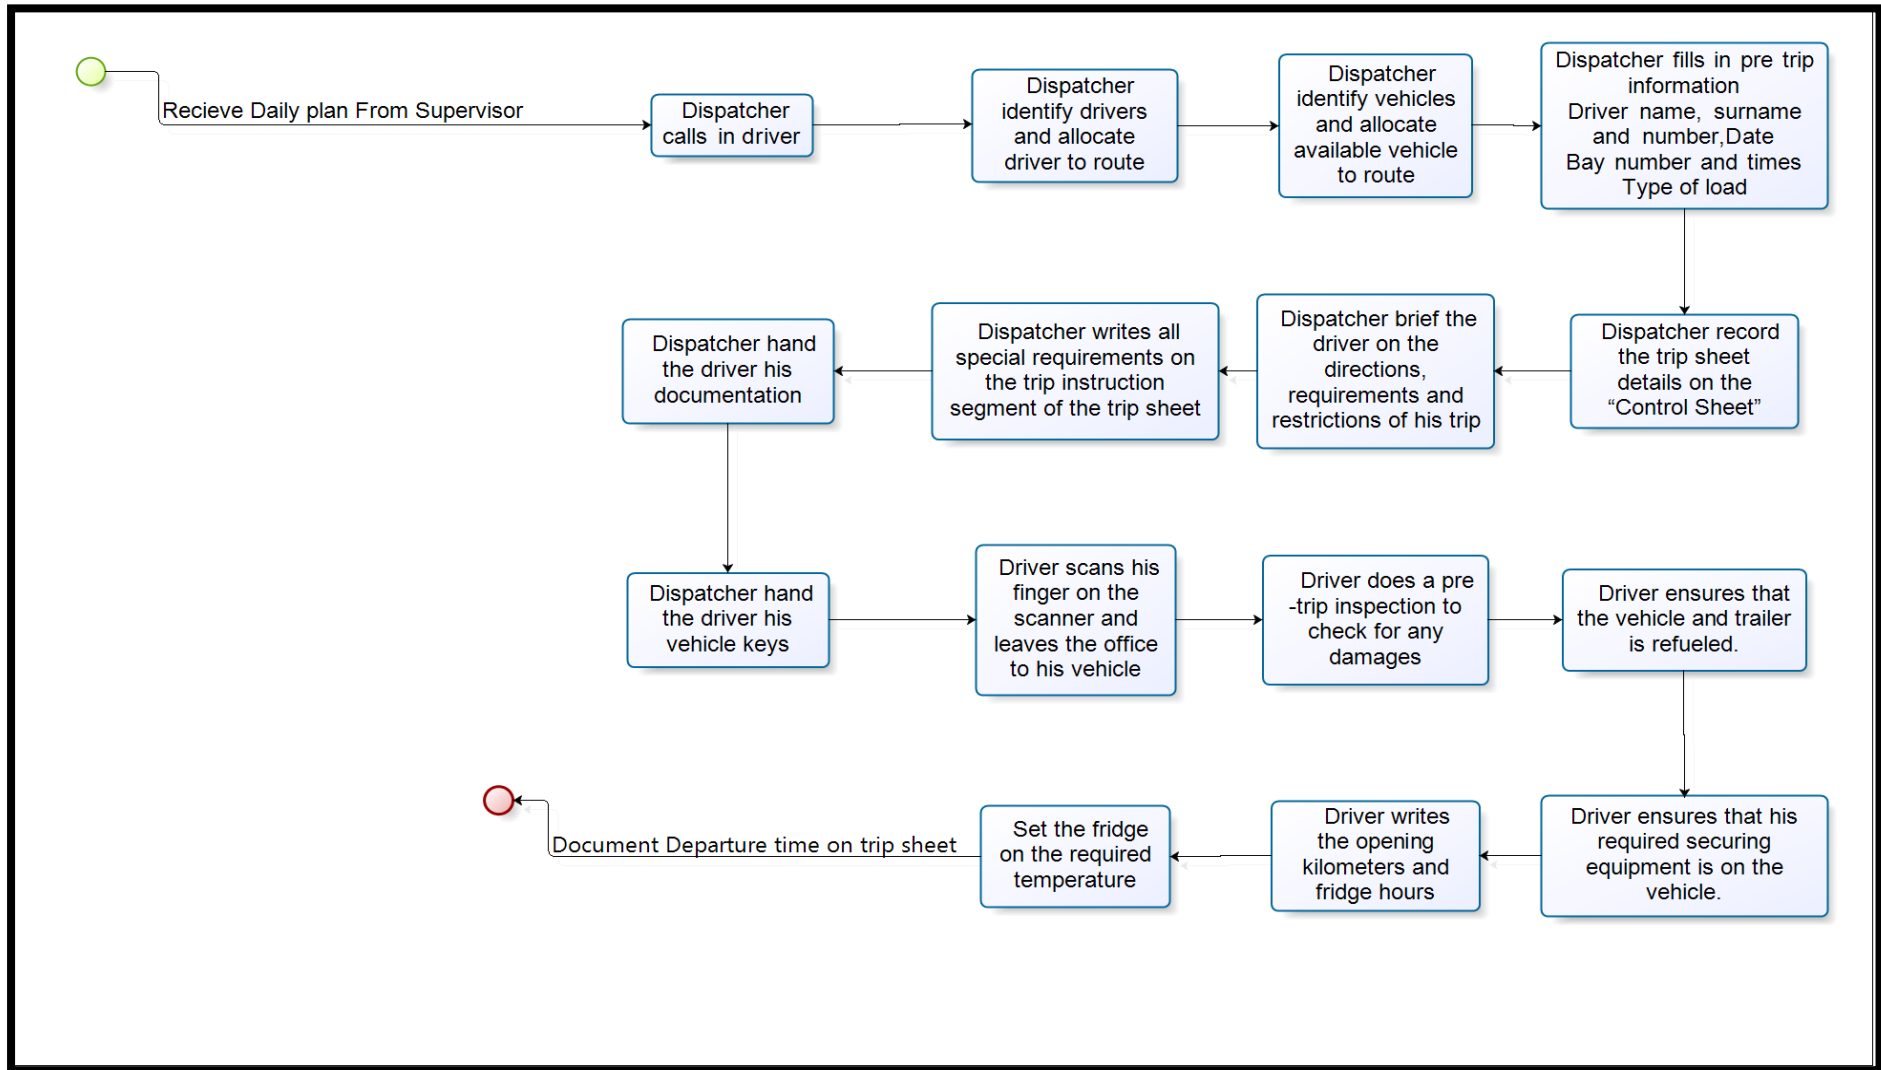 Recieve Daily plan From Supervisor
Dispatcher
calls in driver
Dispatcher
identify drivers
and allocate
driver to route
Dispatcher
identify vehicles
and allocate
available vehicle
to route
Dispatcher fills in pre trip
information
Driver name, surname
and number,Date
Bay number and times
Type of load
Dispatcher record
the trip sheet
details on the
“Control Sheet”
Dispatcher brief the
driver on the
directions,
requirements and
restrictions of his trip
Dispatcher writes all
special requirements on
the trip instruction
segment of the trip sheet
Dispatcher hand
the driver his
documentation
Dispatcher hand
the driver his
vehicle keys
Driver scans his
finger on the
scanner and
leaves the office
to his vehicle
Driver does a pre
-trip inspection to
check for any
damages
Driver ensures that
the vehicle and trailer
is refueled.
Driver ensures that his
required securing
equipment is on the
vehicle.
Driver writes
the opening
kilometers and
fridge hours
Set the fridge
on the required
temperature
Document Departure time on trip sheet